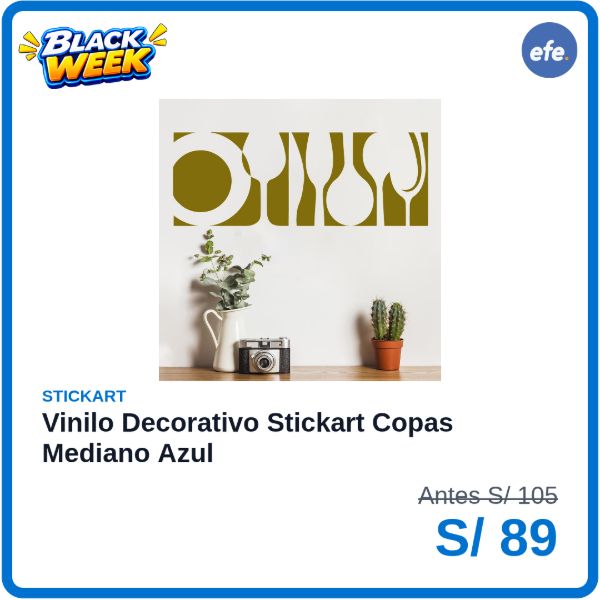 BLACK
WEEK
efe.
STICKART
Vinilo Decorativo Stickart Copas
Mediano Azul
Antes S/ 105
S/ 89